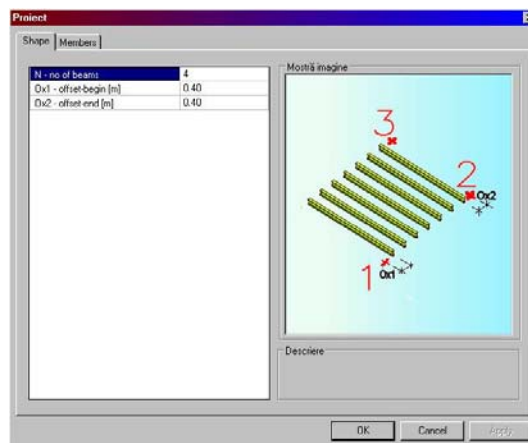 Proiect
Shape Members
N - no of beams 4
Ox1 - offset-begin [m] 0.40
Ox2 - offset-end [m] 0.40
Mostră imagine
3
2
Ox2
1
Ox1
Descriere
OK Cancel Apply